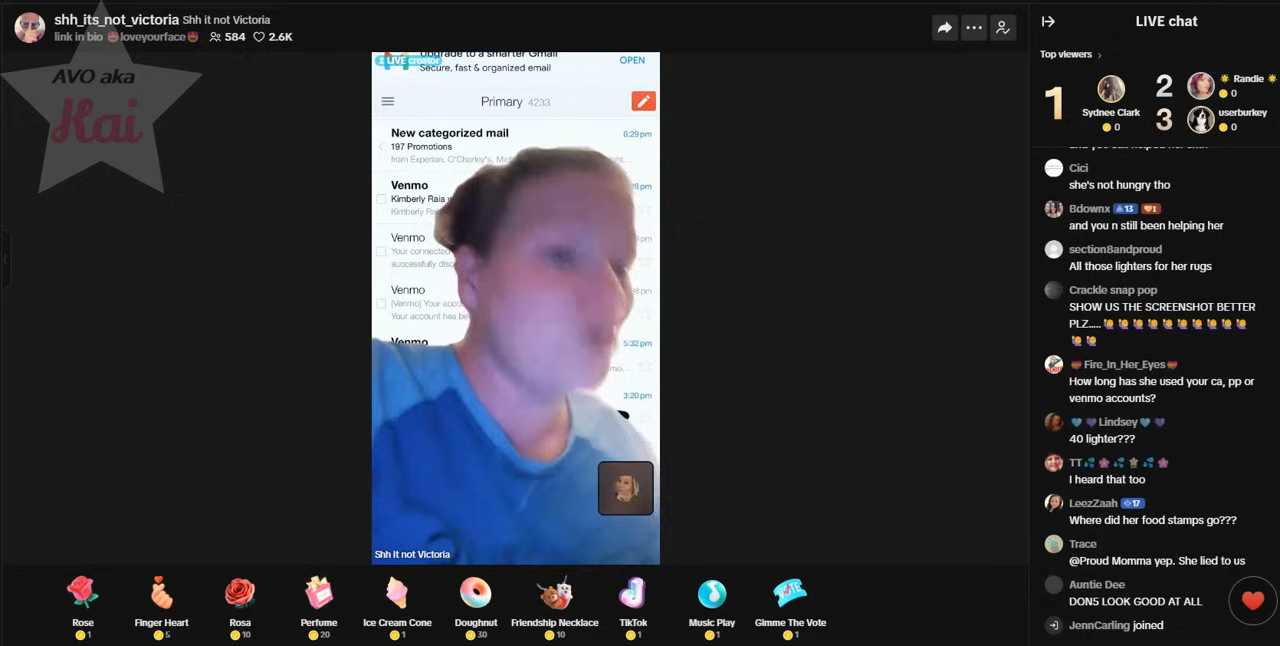 shh_its_not_victoria Shh it not Victoria
link in bio loveyourface 584 2.6K
AVO aka
Kai
LIVE creator
Upgrade to a smarter Gmail
Secure, fast & organized email
OPEN
Primary 4233
New categorized mail 6:29pm
197 Promotions
from Experian, O'Charley's,
Venmo
Kimberly Raia
Venmo
Your connected
successfully
Venmo
[Venmo] Your
Your account has
Venmo 5:32 pm
3:20 pm
Shh it not Victoria
Rose
1
Finger Heart
5
Rosa
10
Perfume
20
Ice Cream Cone
1
Doughnut
30
Friendship Necklace
10
TikTok
1
Music Play
1
Gimme The Vote
1
LIVE chat
Top viewers
1
Sydnee Clark
0
2
Randie
0
3
userburkey
0
Cici
she's not hungry tho
Bdownx 13 1
and you n still been helping her
section8andproud
All those lighters for her rugs
Crackle snap pop
SHOW US THE SCREENSHOT BETTER
PLZ.....
Fire_In_Her_Eyes
How long has she used your ca, pp or
venmo accounts?
Lindsey
40 lighter???
TT
I heard that too
LeezZaah 17
Where did her food stamps go???
Trace
@Proud Momma yep. She lied to us
Auntie Dee
DON5 LOOK GOOD AT ALL
JennCarling joined